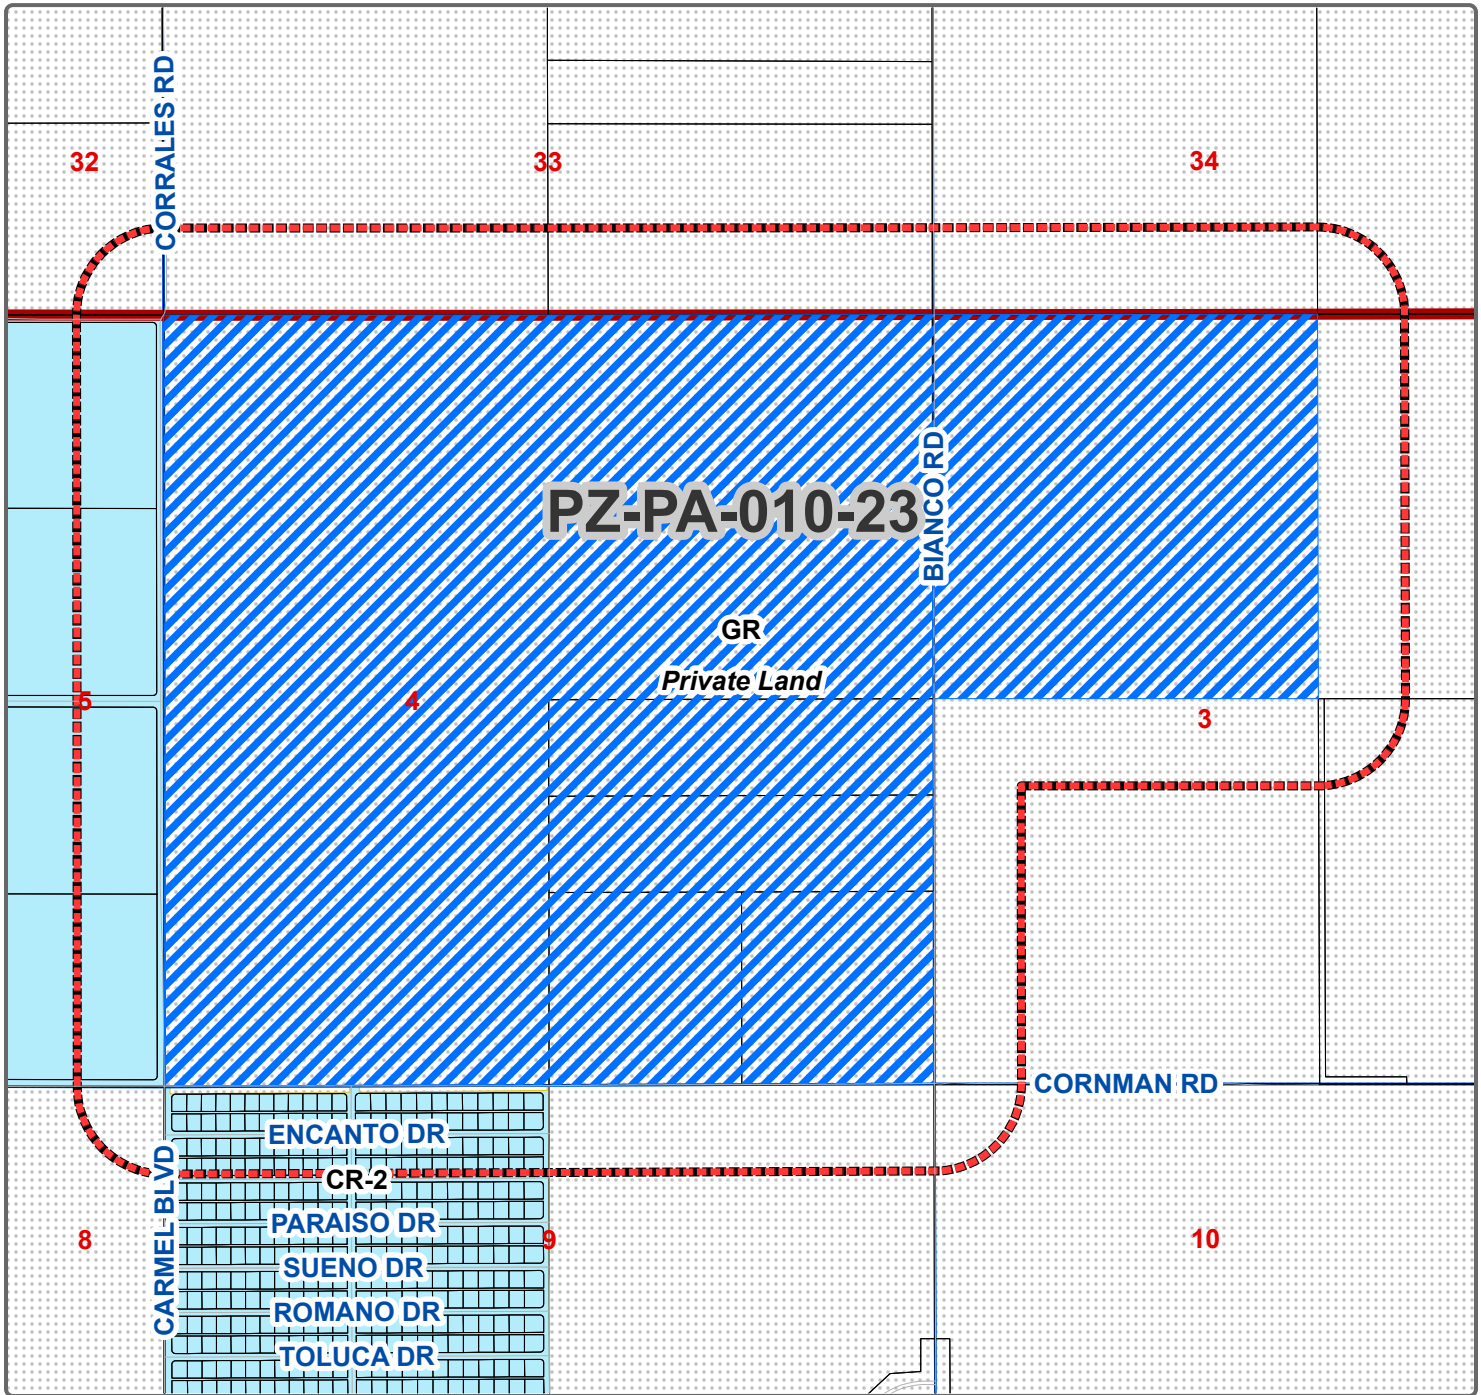 CORRALES RD
32
33
34
PZ-PA-010-23
BIANCO RD
GR
Private Land
5
4
3
CORNMAN RD
ENCANTO DR
CR-2
CARMEL BLVD
PARAISO DR
8
9
10
SUENO DR
ROMANO DR
TOLUCA DR